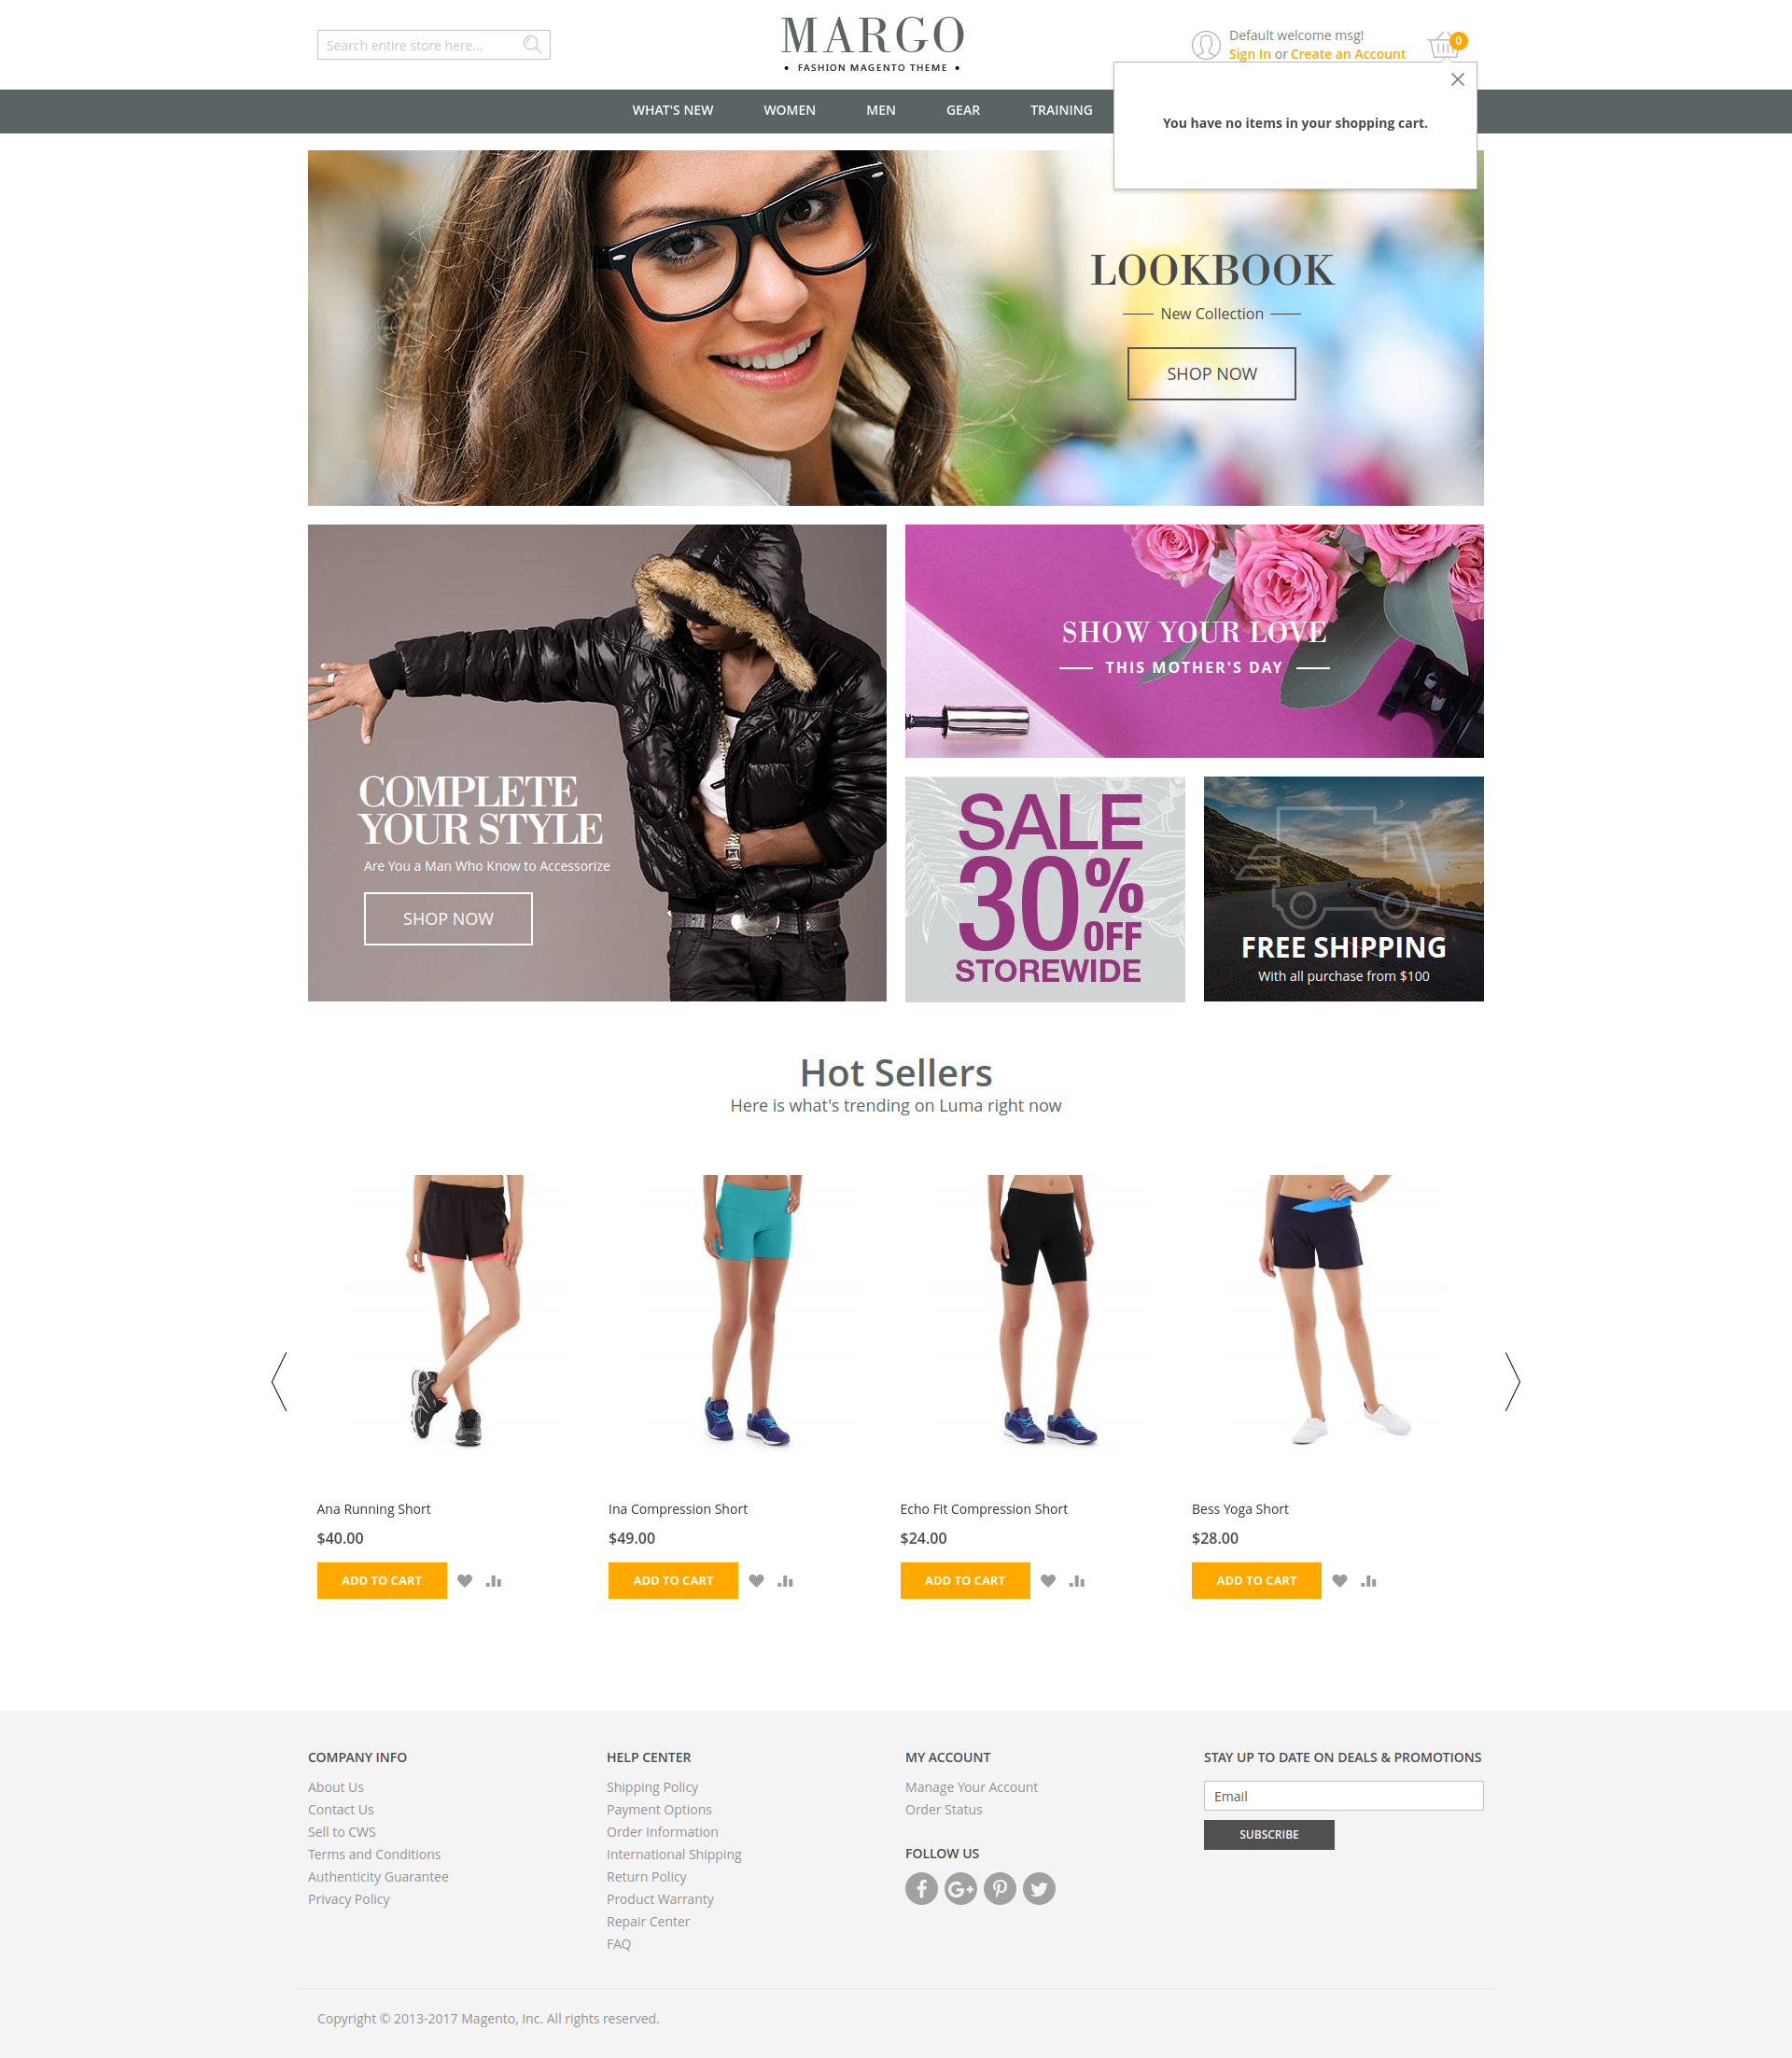 Search entire store here...
MARGO
• FASHION MAGENTO THEME •
Default welcome msg!
Sign In or Create an Account
0
WHAT'S NEW WOMEN MEN GEAR TRAINING
You have no items in your shopping cart.
LOOKBOOK
New Collection
SHOP NOW
COMPLETE
YOUR STYLE
Are You a Man Who Know to Accessorize
SHOP NOW
SHOW YOUR LOVE
THIS MOTHER'S DAY
SALE
30%
OFF
STOREWIDE
FREE SHIPPING
With all purchase from $100
Hot Sellers
Here is what's trending on Luma right now
Ana Running Short
$40.00
ADD TO CART
Ina Compression Short
$49.00
ADD TO CART
Echo Fit Compression Short
$24.00
ADD TO CART
Bess Yoga Short
$28.00
ADD TO CART
COMPANY INFO
About Us
Contact Us
Sell to CWS
Terms and Conditions
Authenticity Guarantee
Privacy Policy
HELP CENTER
Shipping Policy
Payment Options
Order Information
International Shipping
Return Policy
Product Warranty
Repair Center
FAQ
MY ACCOUNT
Manage Your Account
Order Status
FOLLOW US
STAY UP TO DATE ON DEALS & PROMOTIONS
Email
SUBSCRIBE
Copyright © 2013-2017 Magento, Inc. All rights reserved.